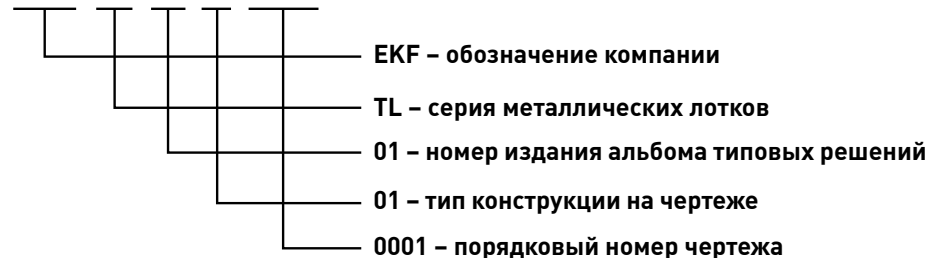 EKF – обозначение компании
TL – серия металлических лотков
01 – номер издания альбома типовых решений
01 – тип конструкции на чертеже
0001 – порядковый номер чертежа